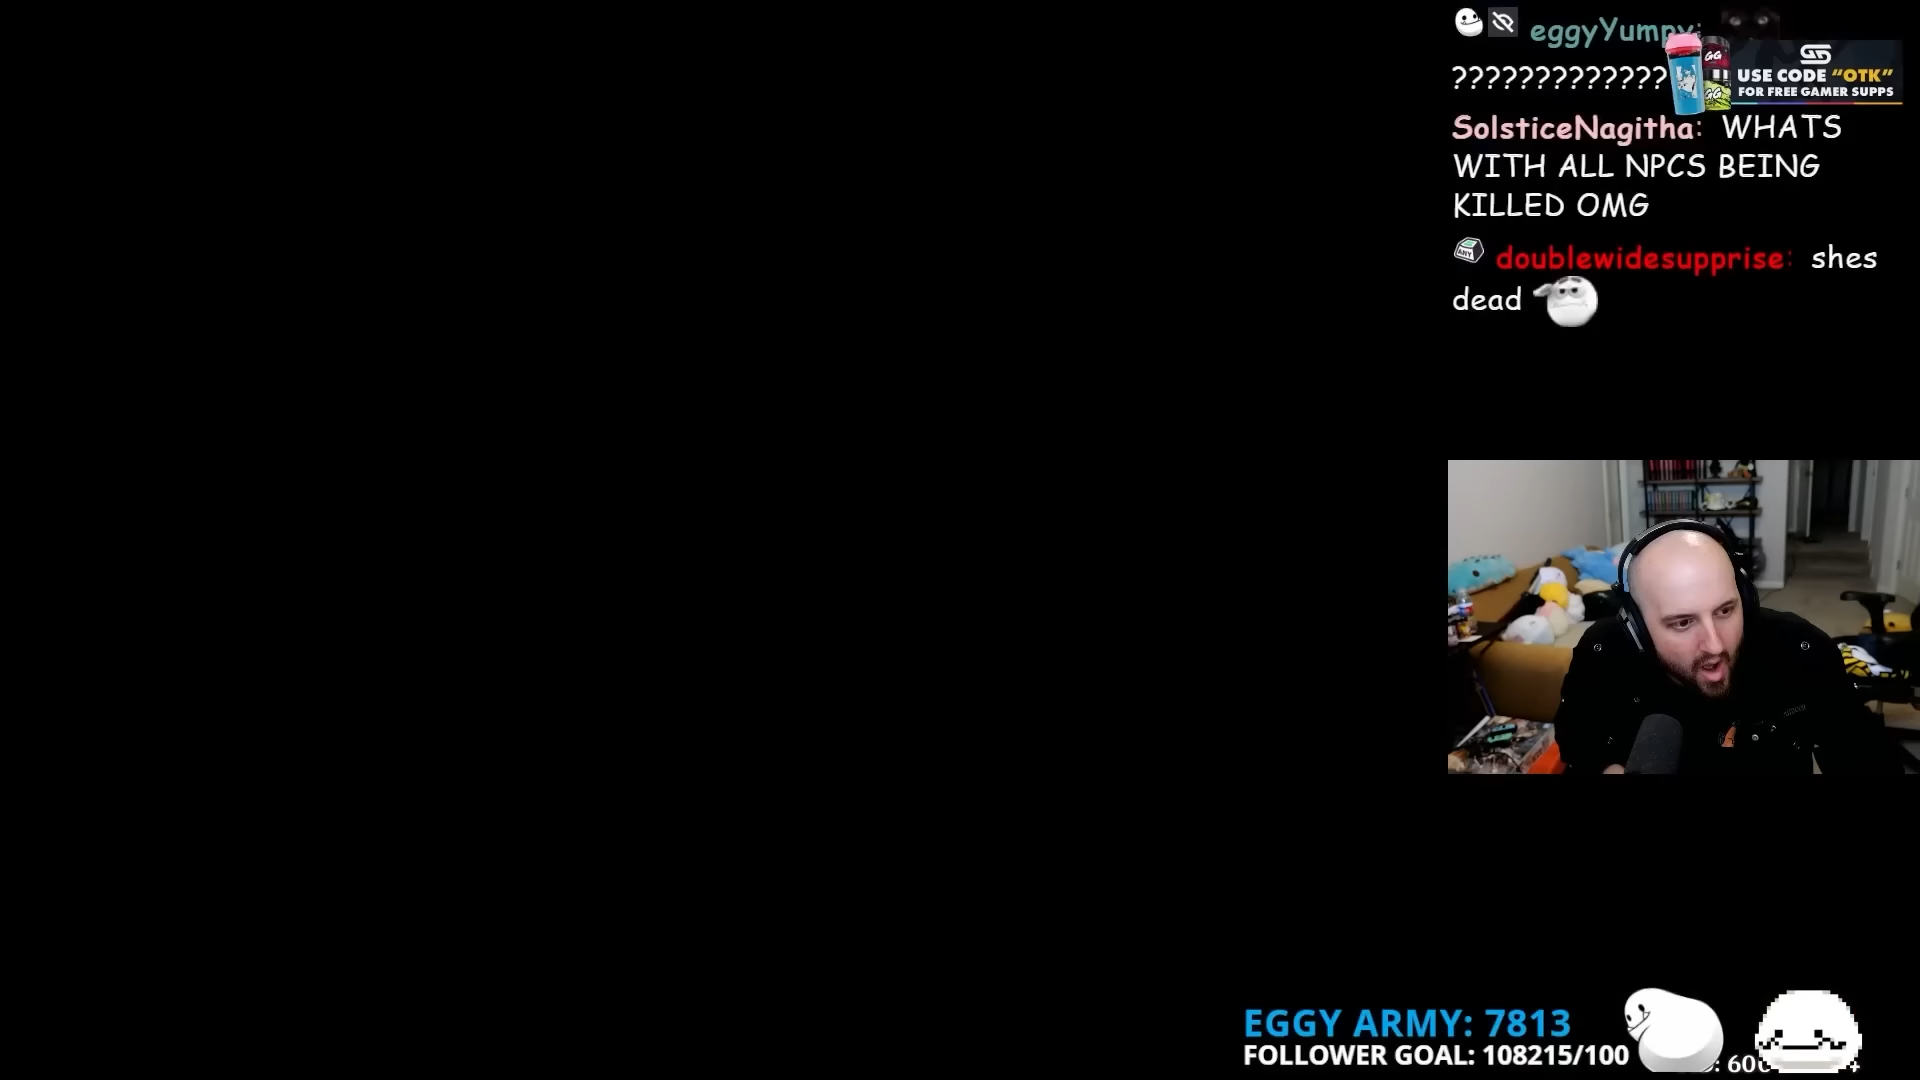 eggyYumpy:
?????????????
USE CODE "OTK"
FOR FREE GAMER SUPPS
SolsticeNagitha: WHATS
WITH ALL NPCS BEING
KILLED OMG
doublewidesupprise: shes
dead
EGGY ARMY: 7813
FOLLOWER GOAL: 108215/100